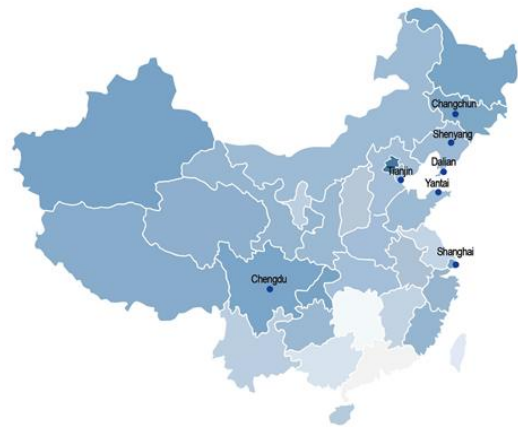 Changchun
Shenyang
Dalian
Tianjin
Yantai
Shanghai
Chengdu